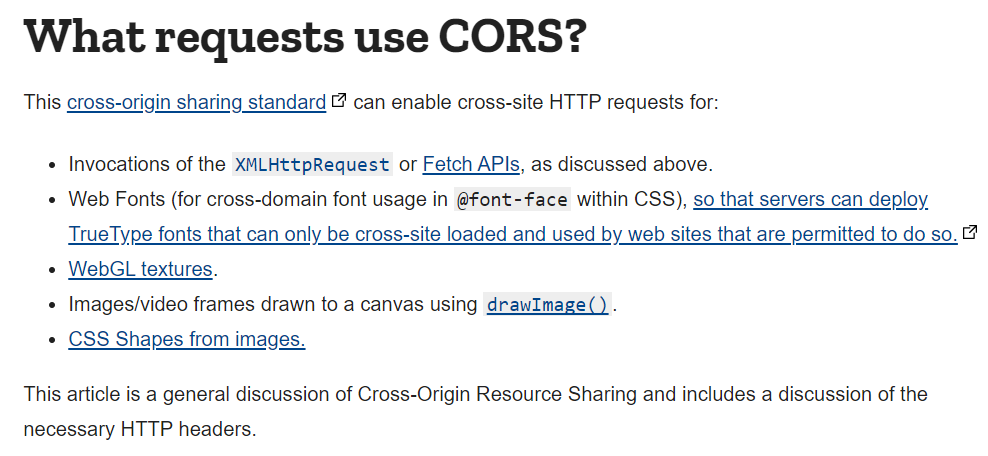 What requests use CORS?
This cross-origin sharing standard can enable cross-site HTTP requests for:
• Invocations of the XMLHttpRequest or Fetch APIs, as discussed above.
• Web Fonts (for cross-domain font usage in @font-face within CSS), so that servers can deploy
TrueType fonts that can only be cross-site loaded and used by web sites that are permitted to do so.
• WebGL textures.
• Images/video frames drawn to a canvas using drawImage().
• CSS Shapes from images.
This article is a general discussion of Cross-Origin Resource Sharing and includes a discussion of the
necessary HTTP headers.